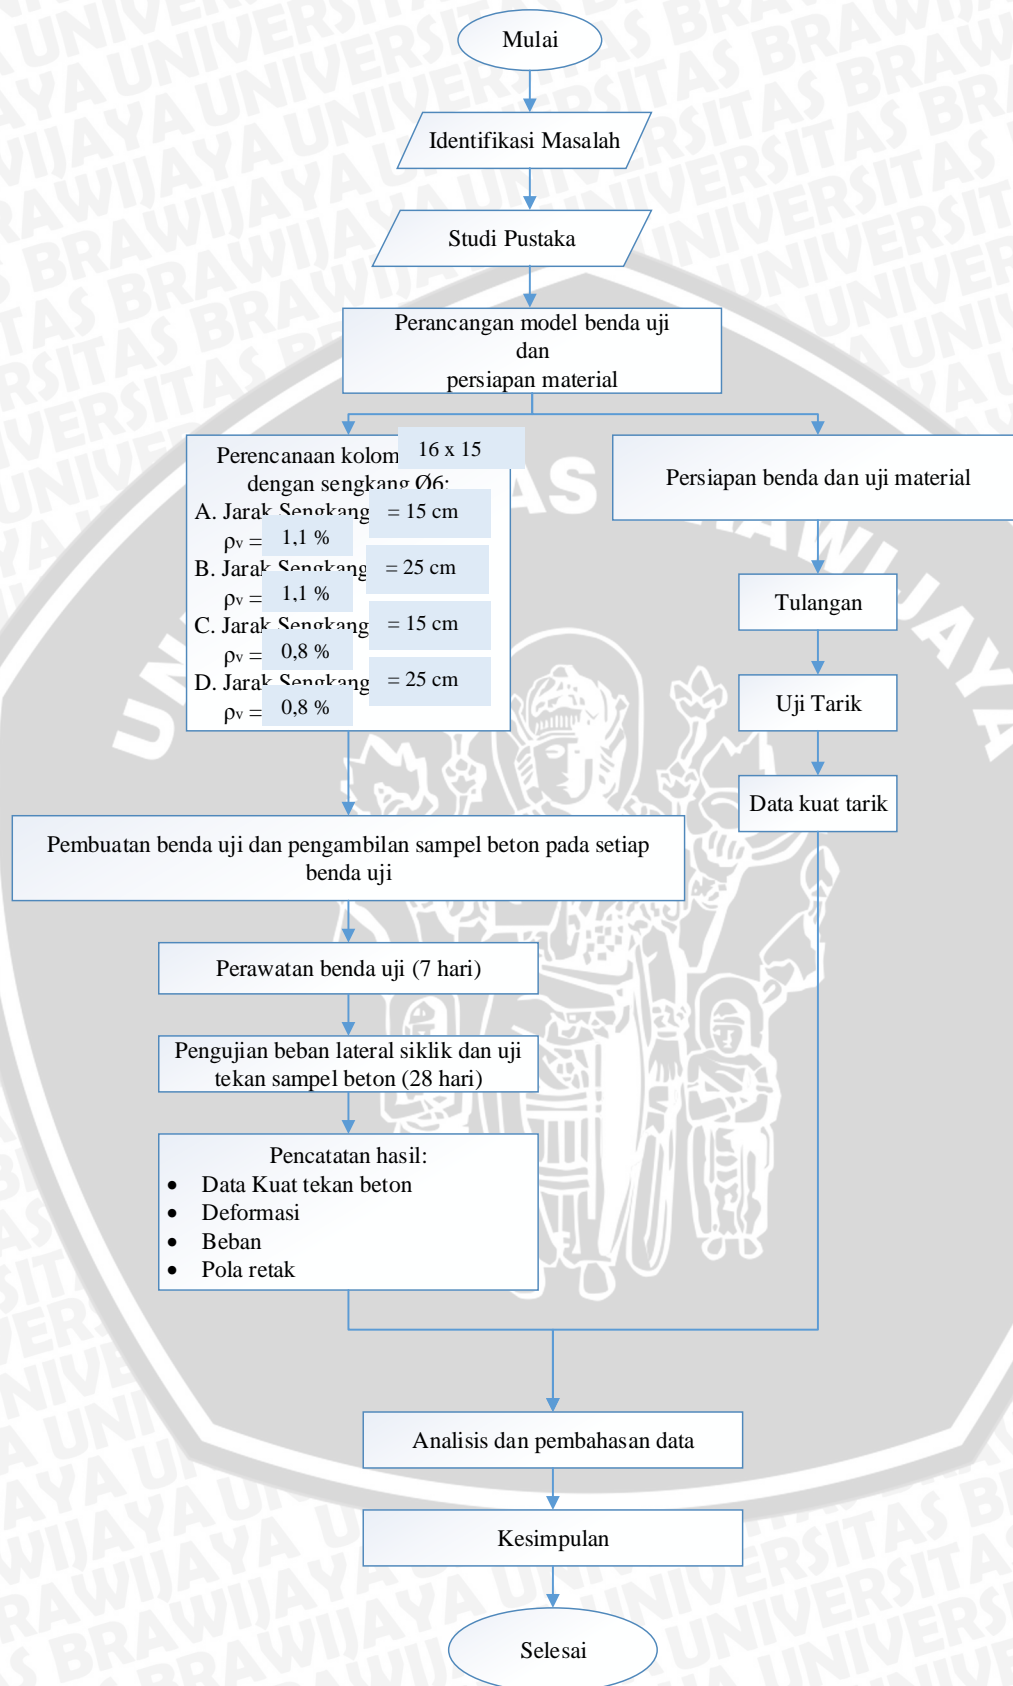 Mulai
Identifikasi Masalah
Studi Pustaka
Perancangan model benda uji
dan
persiapan material
Perencanaan kolom 16 x 15
dengan sengkang Ø6:
A. Jarak Sengkang = 15 cm
ρv = 1,1 %
B. Jarak Sengkang = 25 cm
ρv = 1,1 %
C. Jarak Sengkang = 15 cm
ρv = 0,8 %
D. Jarak Sengkang = 25 cm
ρv = 0,8 %
Persiapan benda dan uji material
Tulangan
Uji Tarik
Data kuat tarik
Pembuatan benda uji dan pengambilan sampel beton pada setiap
benda uji
Perawatan benda uji (7 hari)
Pengujian beban lateral siklik dan uji
tekan sampel beton (28 hari)
Pencatatan hasil:
• Data Kuat tekan beton
• Deformasi
• Beban
• Pola retak
Analisis dan pembahasan data
Kesimpulan
Selesai
UNIVERSITAS BRAWIJAYA